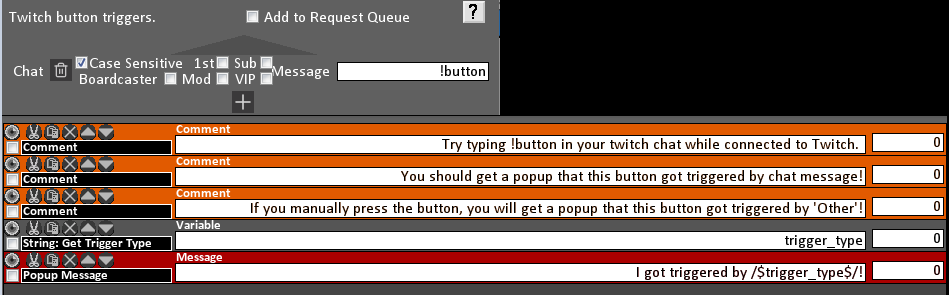 Twitch button triggers.
Add to Request Queue
?
Chat
Case Sensitive 1st Sub
Boardcaster Mod VIP
Message
!button
+
Comment
Comment
Try typing !button in your twitch chat while connected to Twitch.
0
Comment
Comment
You should get a popup that this button got triggered by chat message!
0
Comment
Comment
If you manually press the button, you will get a popup that this button got triggered by 'Other'!
0
Variable
String: Get Trigger Type
trigger_type
0
Message
Popup Message
I got triggered by /$trigger_type$/!
0